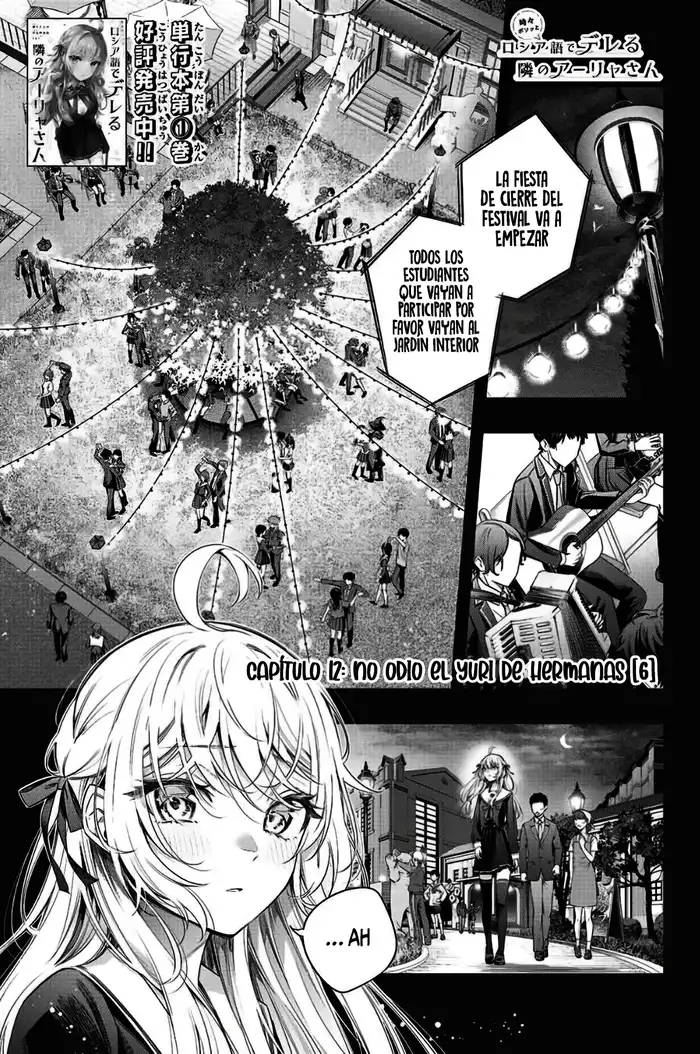 時々
ボソッと
ロシア語でデレる
隣のアーリャさん
単行本第①巻
たんこうぼんだいかん
好評発売中!!
こうひょうはつばいちゅう
ロシア語で
デレる
隣のアーリャさん
LA FIESTA
DE CIERRE DEL
FESTIVAL VA A
EMPEZAR
TODOS LOS
ESTUDIANTES
QUE VAYAN A
PARTICIPAR POR
FAVOR VAYAN AL
JARDIN INTERIOR
CAPÍTULO 12: NO ODIO EL YURI DE HERMANAS [6]
... AH